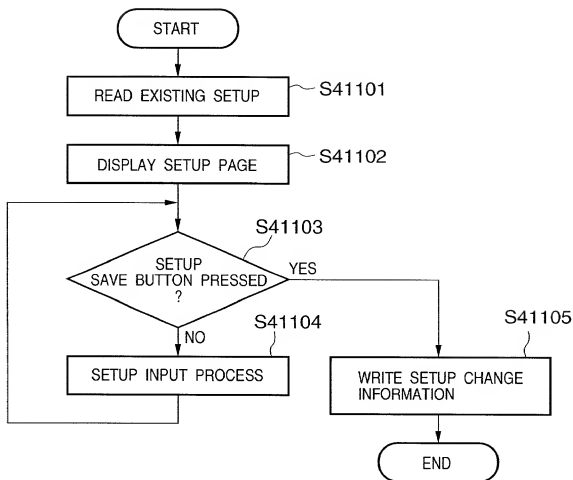 START
READ EXISTING SETUP
S41101
DISPLAY SETUP PAGE
S41102
S41103
SETUP
SAVE BUTTON PRESSED
?
YES
NO
S41104
SETUP INPUT PROCESS
S41105
WRITE SETUP CHANGE
INFORMATION
END